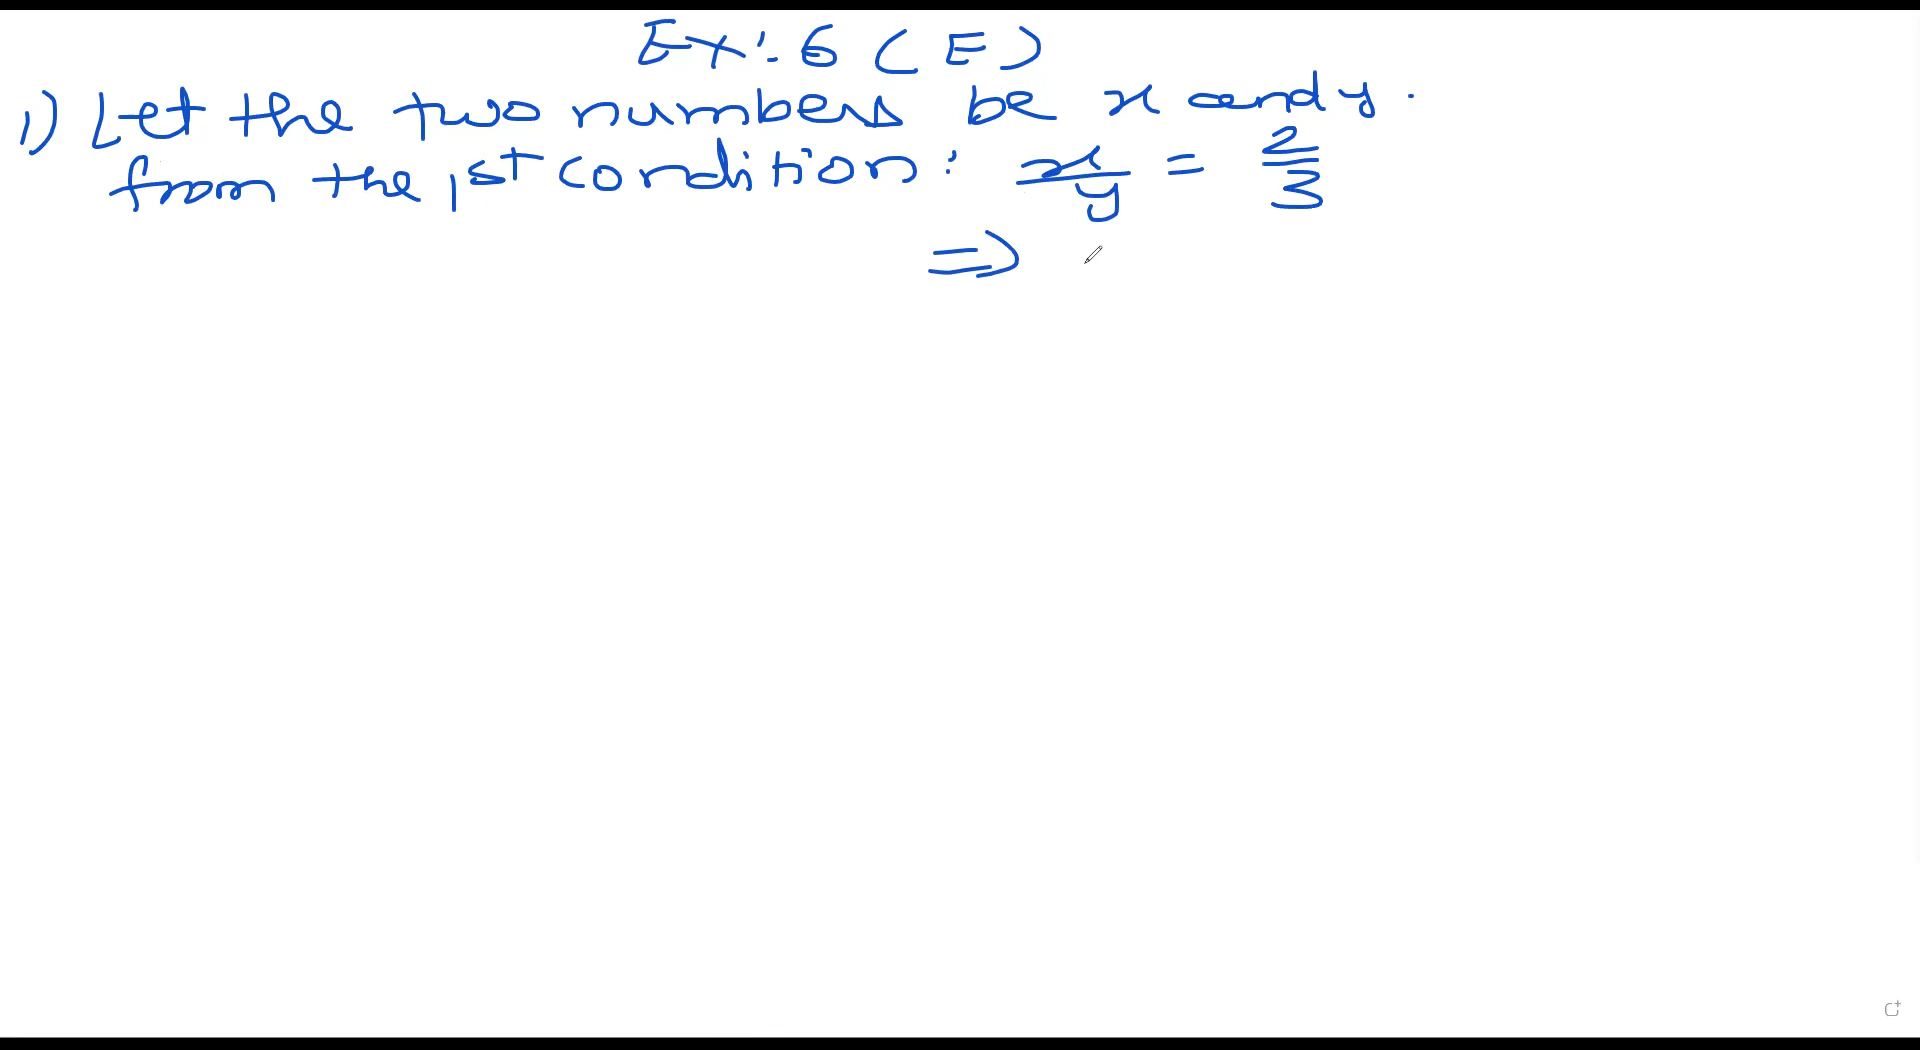 Ex: 6 (E)
1) Let the two numbers be x and y.
from the 1st condition: x/y = 2/3
⇒